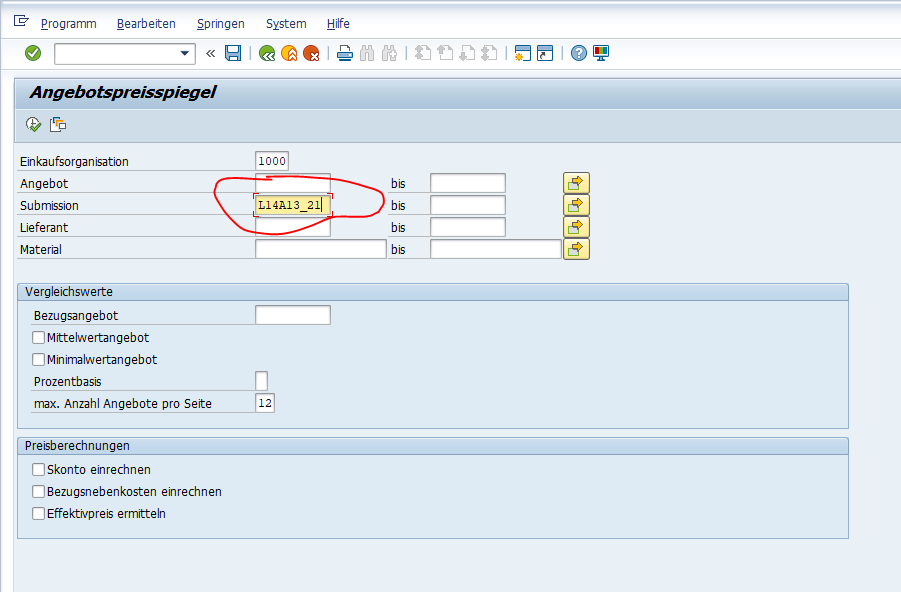 Programm Bearbeiten Springen System Hilfe
Angebotspreisspiegel
Einkaufsorganisation 1000
Angebot bis
Submission L14A13_21 bis
Lieferant bis
Material bis
Vergleichswerte
Bezugsangebot
Mittelwertangebot
Minimalwertangebot
Prozentbasis
max. Anzahl Angebote pro Seite 12
Preisberechnungen
Skonto einrechnen
Bezugsnebenkosten einrechnen
Effektivpreis ermitteln